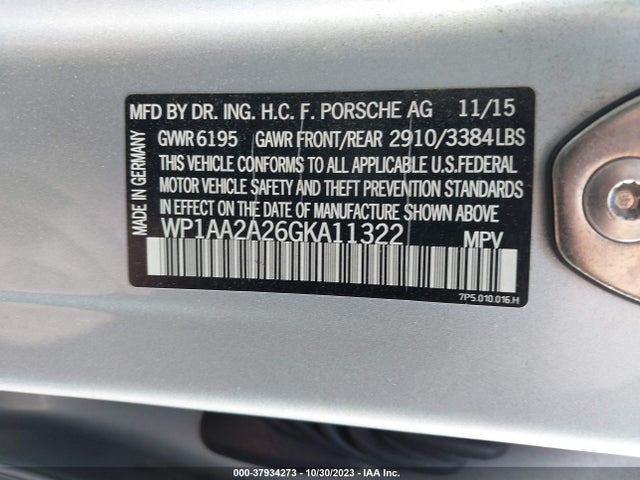 MFD BY DR. ING. H.C. F. PORSCHE AG 11/15
GVWR 6195 GAWR FRONT/REAR 2910/3384 LBS
THIS VEHICLE CONFORMS TO ALL APPLICABLE U.S.FEDERAL
MOTOR VEHICLE SAFETY AND THEFT PREVENTION STANDARDS
IN EFFECT ON THE DATE OF MANUFACTURE SHOWN ABOVE
WP1AA2A26GKA11322 MPV
MADE IN GERMANY
7P5.010.016.H
000-37934273 - 10/30/2023 - IAA Inc.